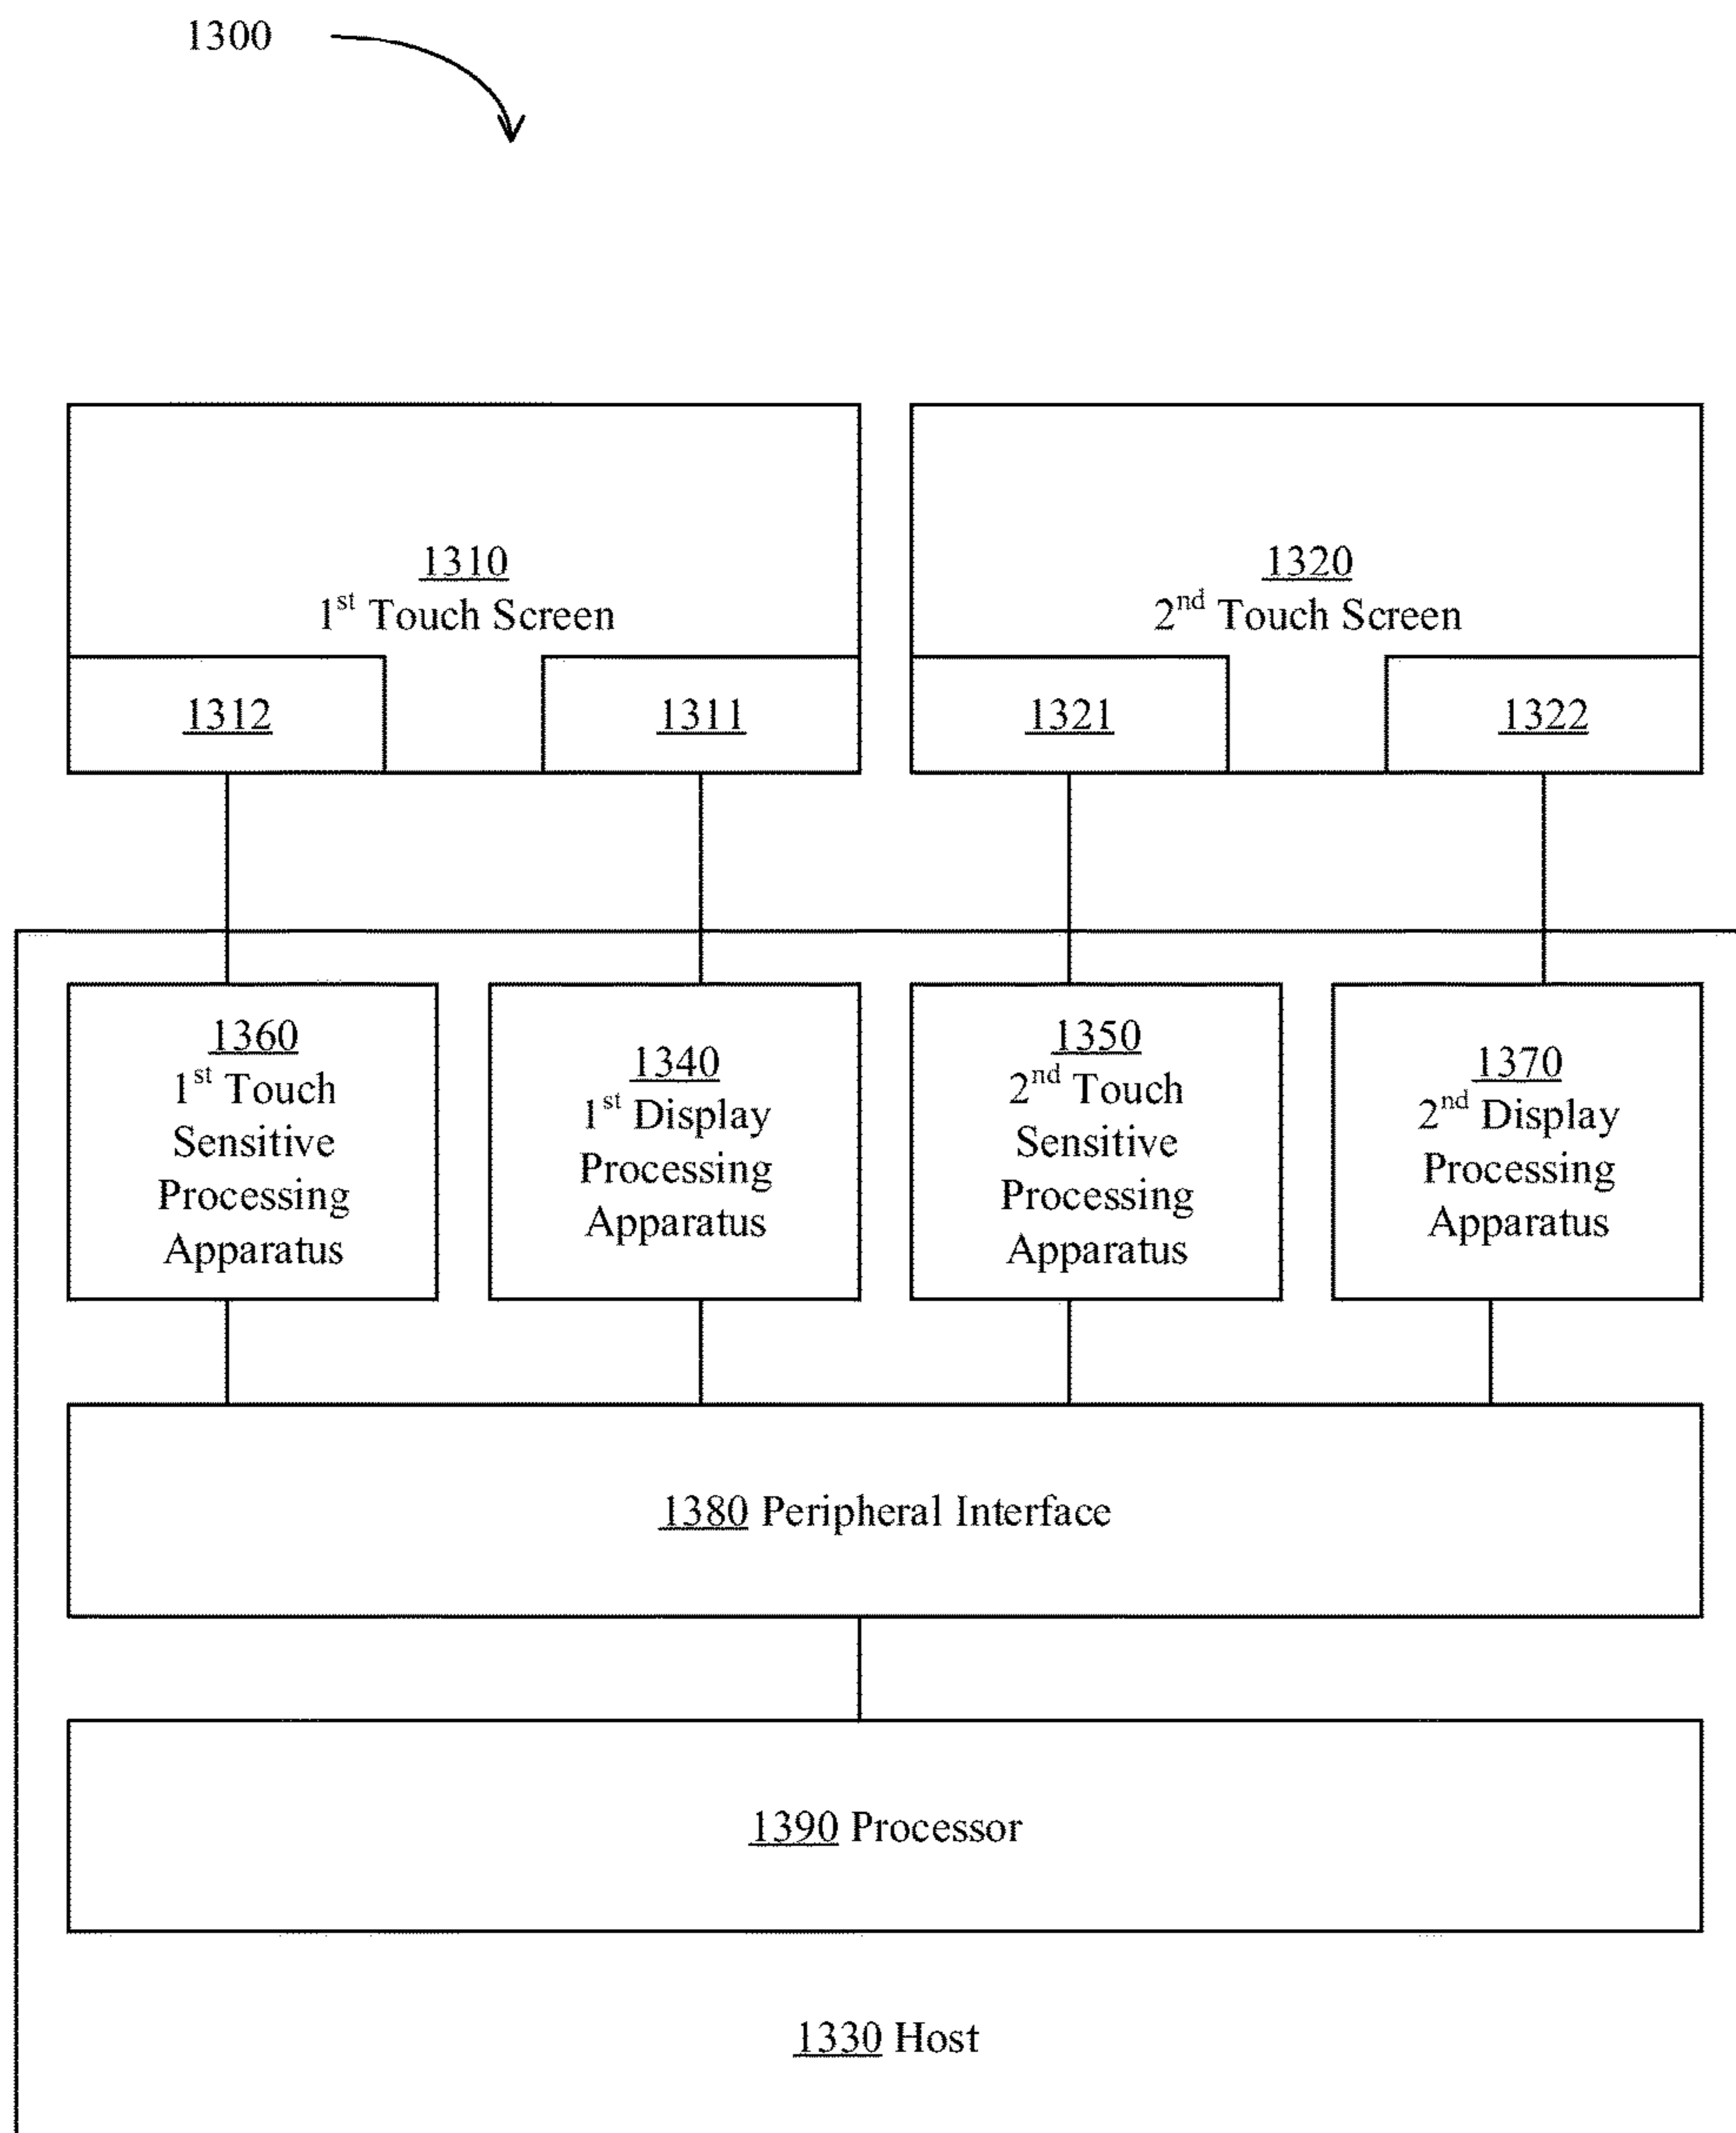 1300
1310
1st Touch Screen
1320
2nd Touch Screen
1312
1311
1321
1322
1360
1st Touch
Sensitive
Processing
Apparatus
1340
1st Display
Processing
Apparatus
1350
2nd Touch
Sensitive
Processing
Apparatus
1370
2nd Display
Processing
Apparatus
1380 Peripheral Interface
1390 Processor
1330 Host